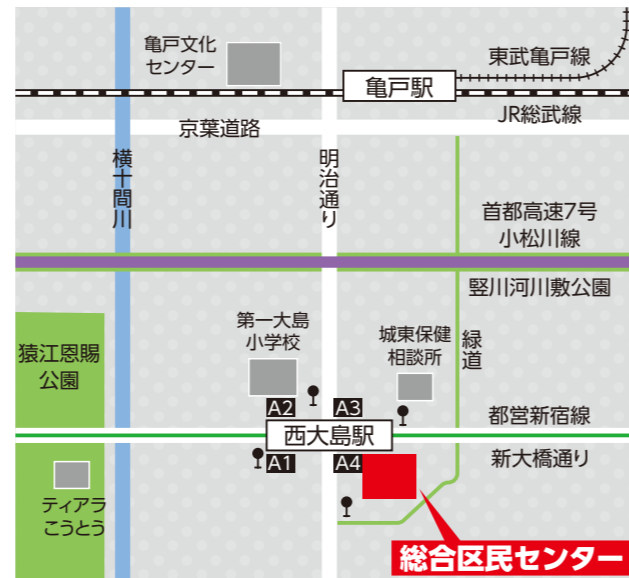 亀戸文化
センター
東武亀戸線
亀戸駅
JR総武線
京葉道路
横十間川
明治通り
首都高速7号
小松川線
竪川河川敷公園
第一大島
小学校
城東保健
相談所
緑道
猿江恩賜
公園
A2
A3
都営新宿線
西大島駅
A1
A4
新大橋通り
ティアラ
こうとう
総合区民センター